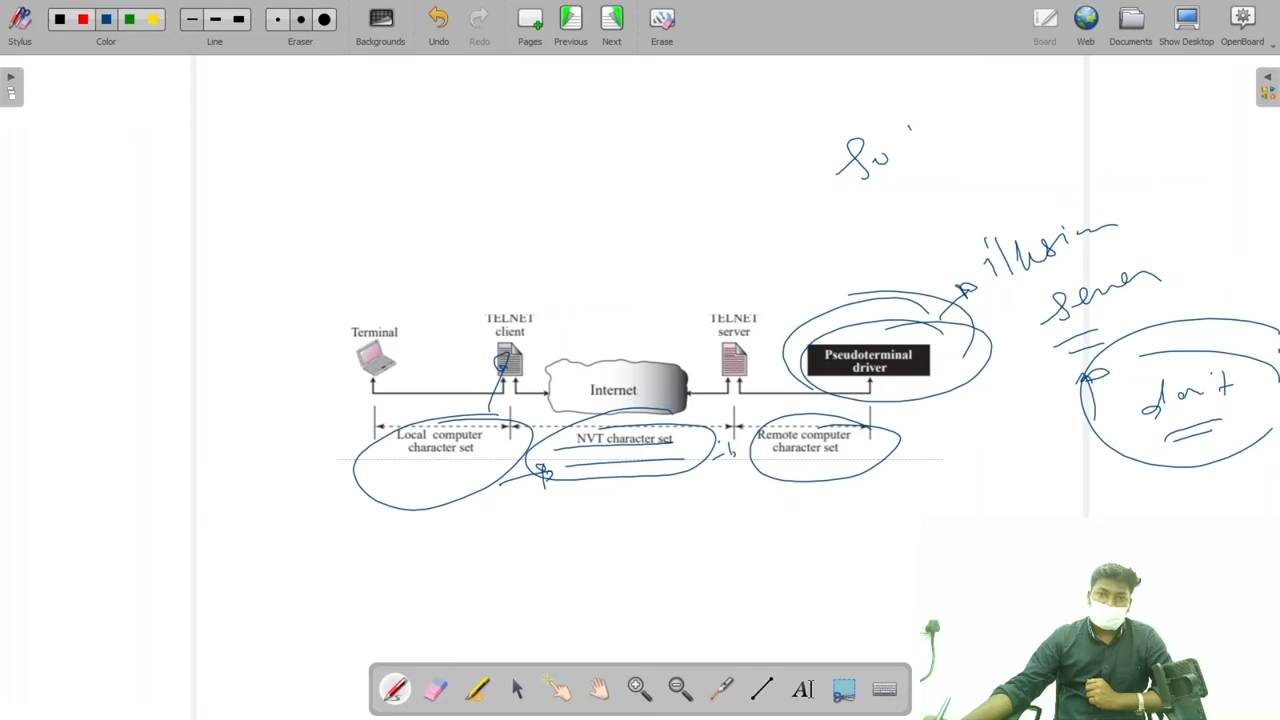 Stylus
Color
Line
Eraser
Backgrounds
Undo
Redo
Pages
Previous
Next
Erase
Board
Web
Documents
Show Desktop
OpenBoard
illusion
server
don't
Terminal
TELNET
client
TELNET
server
Pseudoterminal
driver
Internet
Local computer
character set
NVT character set
Remote computer
character set